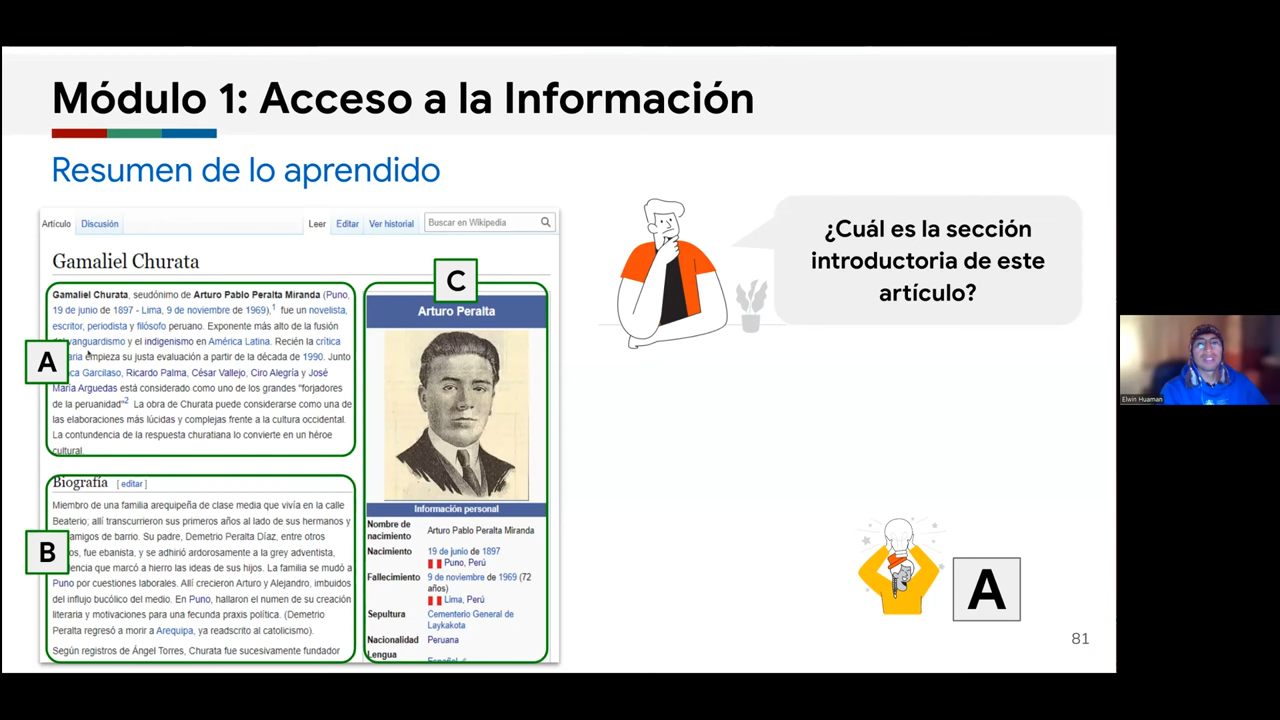 Módulo 1: Acceso a la Información
Resumen de lo aprendido
Artículo Discusión Leer Editar Ver historial Buscar en Wikipedia
Gamaliel Churata
Gamaliel Churata, seudónimo de Arturo Pablo Peralta Miranda (Puno,
19 de junio de 1897 - Lima, 9 de noviembre de 1969),1 fue un novelista,
escritor, periodista y filósofo peruano. Exponente más alto de la fusión
vanguardismo y el indigenismo en América Latina. Recién la crítica
empieza su justa evaluación a partir de la década de 1990. Junto
Garcilaso, Ricardo Palma, César Vallejo, Ciro Alegría y José
María Arguedas está considerado como uno de los grandes "forjadores
de la peruanidad"2 La obra de Churata puede considerarse como una de
las elaboraciones más lúcidas y complejas frente a la cultura occidental.
La contundencia de la respuesta churatiana lo convierte en un héroe
cultural.
A
Biografía [ editar ]
Miembro de una familia arequipeña de clase media que vivía en la calle
Beaterio; allí transcurrieron sus primeros años al lado de sus hermanos y
amigos de barrio. Su padre, Demetrio Peralta Díaz, entre otros
fue ebanista, y se adhirió ardorosamente a la grey adventista,
que marcó a hierro las ideas de sus hijos. La familia se mudó a
Puno por cuestiones laborales. Allí crecieron Arturo y Alejandro, imbuidos
del influjo bucólico del medio. En Puno, hallaron el numen de su creación
literaria y motivaciones para una fecunda praxis política. (Demetrio
Peralta regresó a morir a Arequipa, ya readscrito al catolicismo).
Según registros de Ángel Torres, Churata fue sucesivamente fundador
B
C
Arturo Peralta
Información personal
Nombre de nacimiento Arturo Pablo Peralta Miranda
Nacimiento 19 de junio de 1897
Puno, Perú
Fallecimiento 9 de noviembre de 1969 (72
años)
Lima, Perú
Sepultura Cementerio General de
Laykakota
Nacionalidad Peruana
Lengua Español
¿Cuál es la sección
introductoria de este
artículo?
A
81
Elwin Huaman